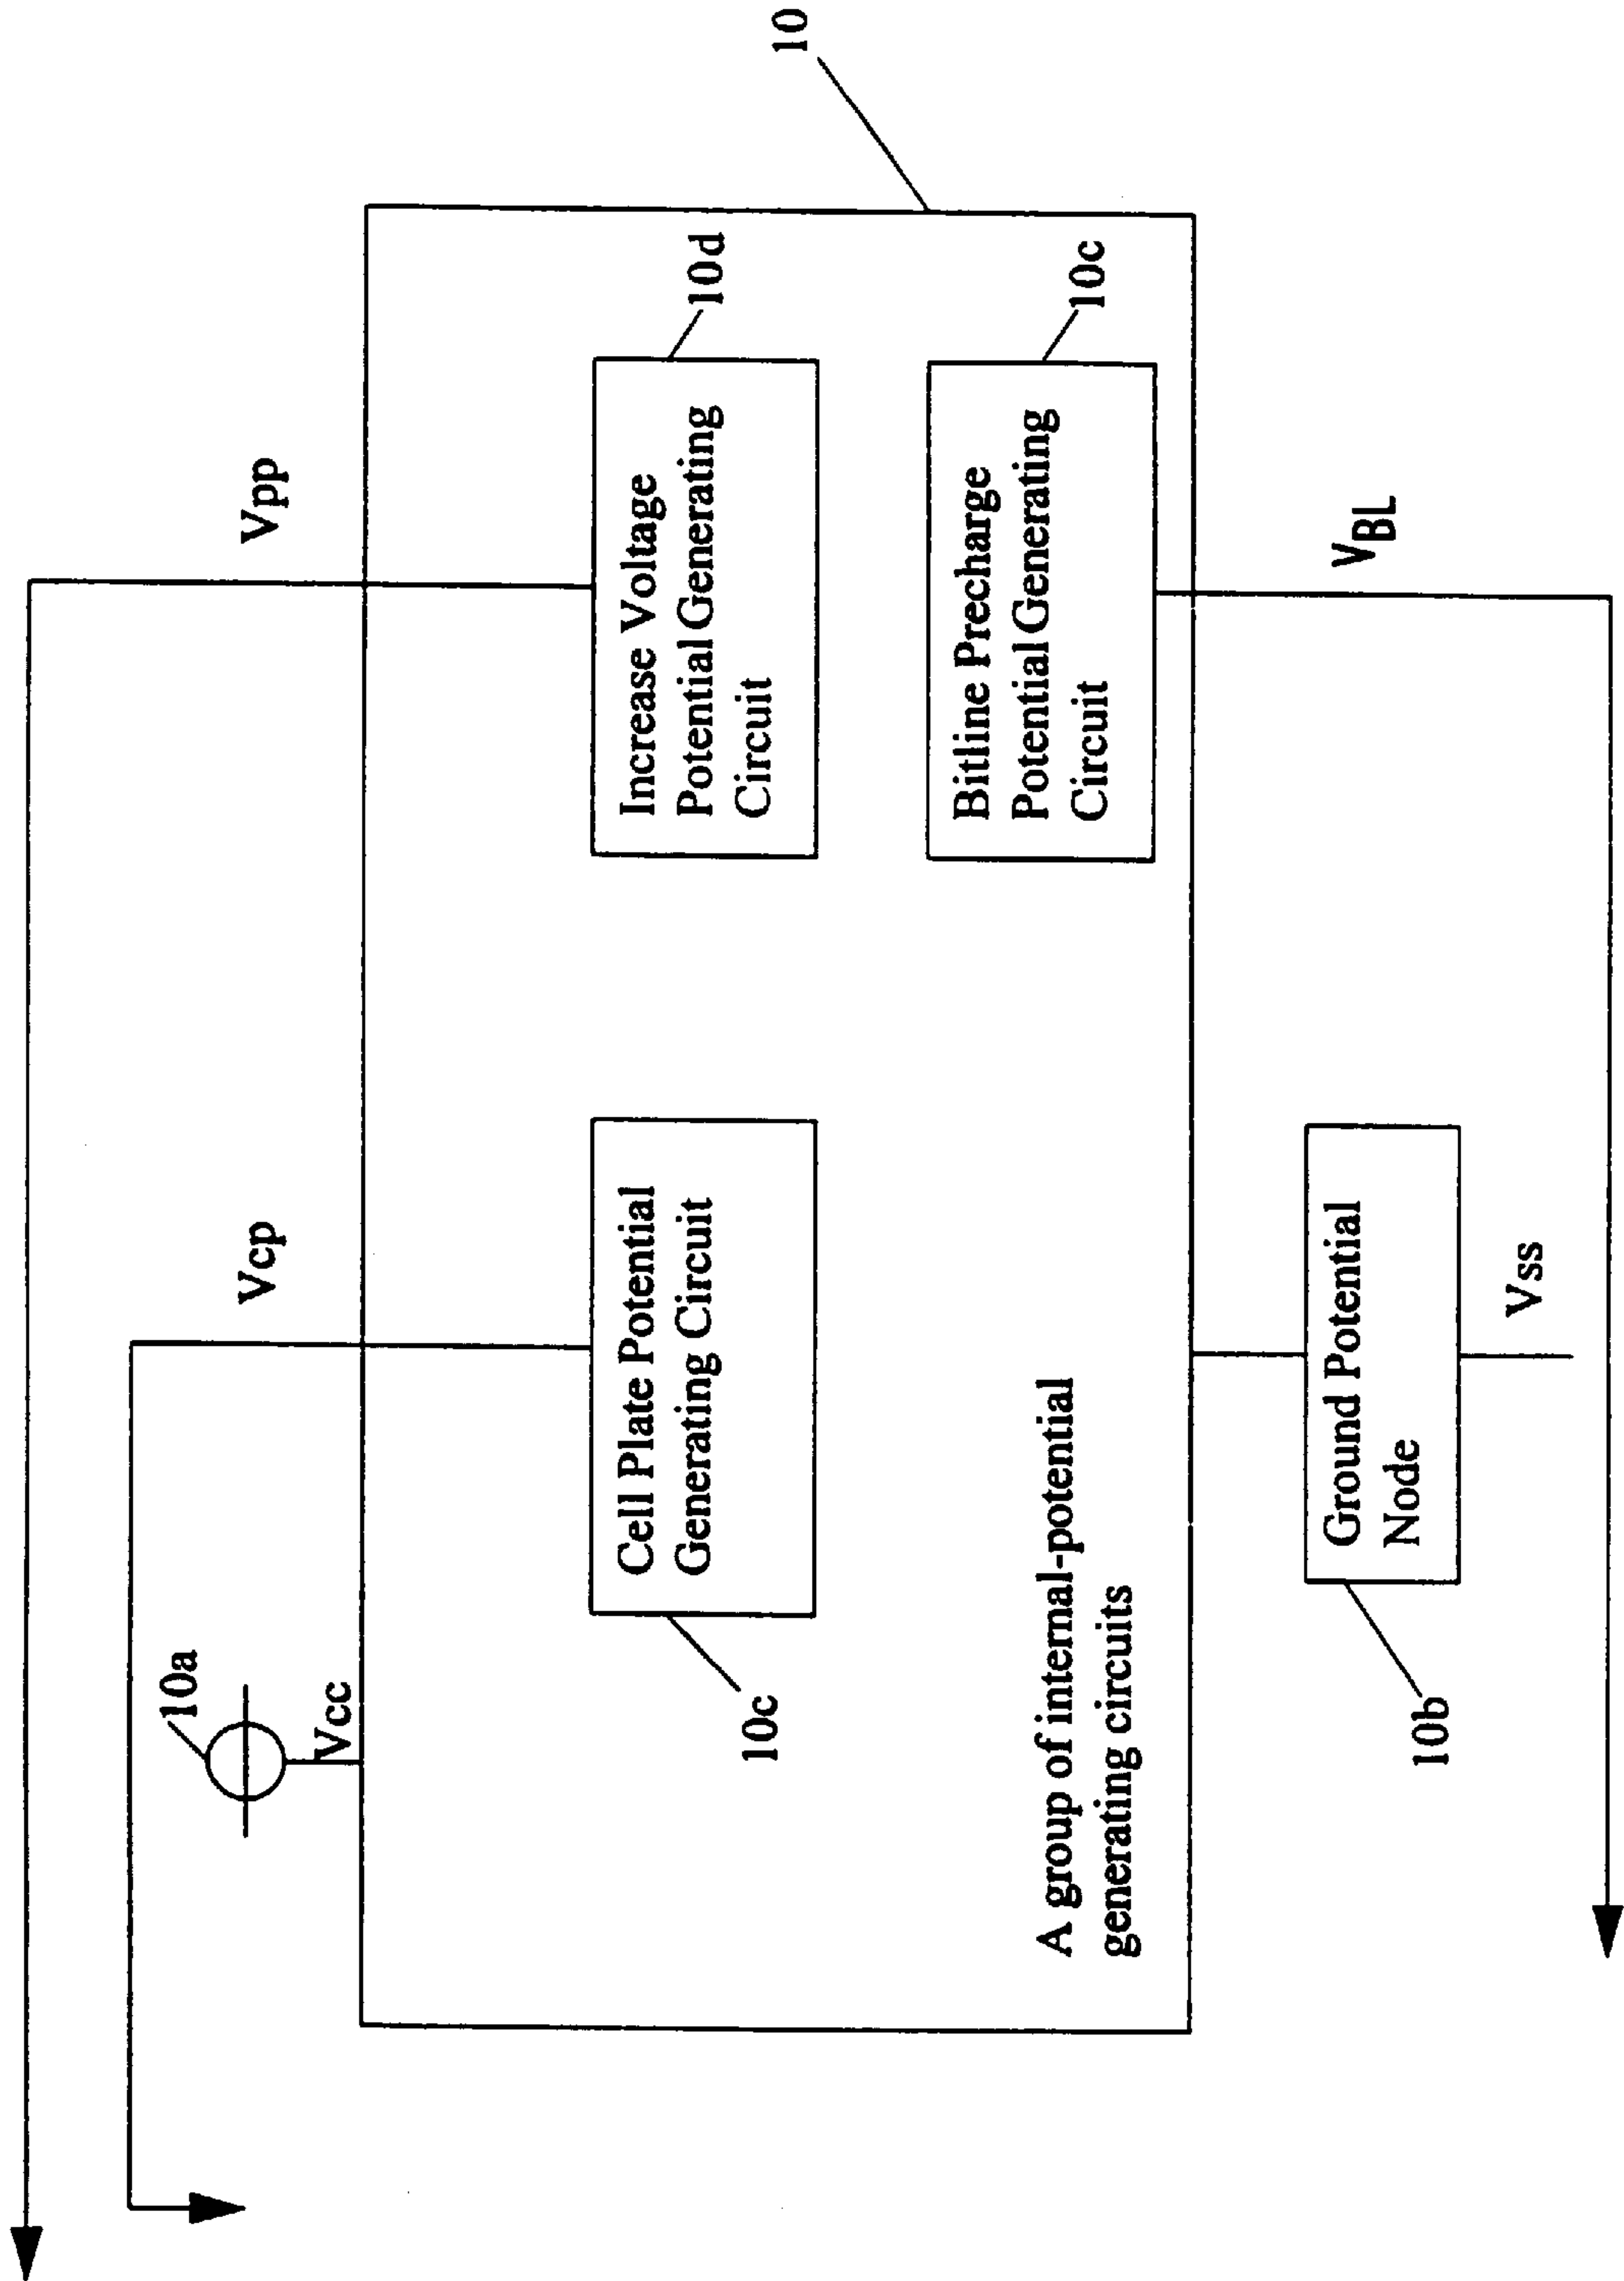 Vpp
Vcp
10a
Vcc
10
Cell Plate Potential
Generating Circuit
10c
Increase Voltage
Potential Generating
Circuit
10d
Bitline Precharge
Potential Generating
Circuit
10c
A group of internal-potential
generating circuits
Ground Potential
Node
10b
Vss
VBL